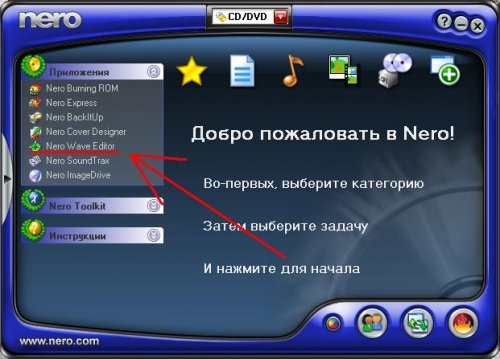 nero
CD/DVD
Приложения
Nero Burning ROM
Nero Express
Nero BackItUp
Nero Cover Designer
Nero Wave Editor
Nero SoundTrax
Nero ImageDrive
Nero Toolkit
Инструкции
Добро пожаловать в Nero!
Во-первых, выберите категорию
Затем выберите задачу
И нажмите для начала
www.nero.com